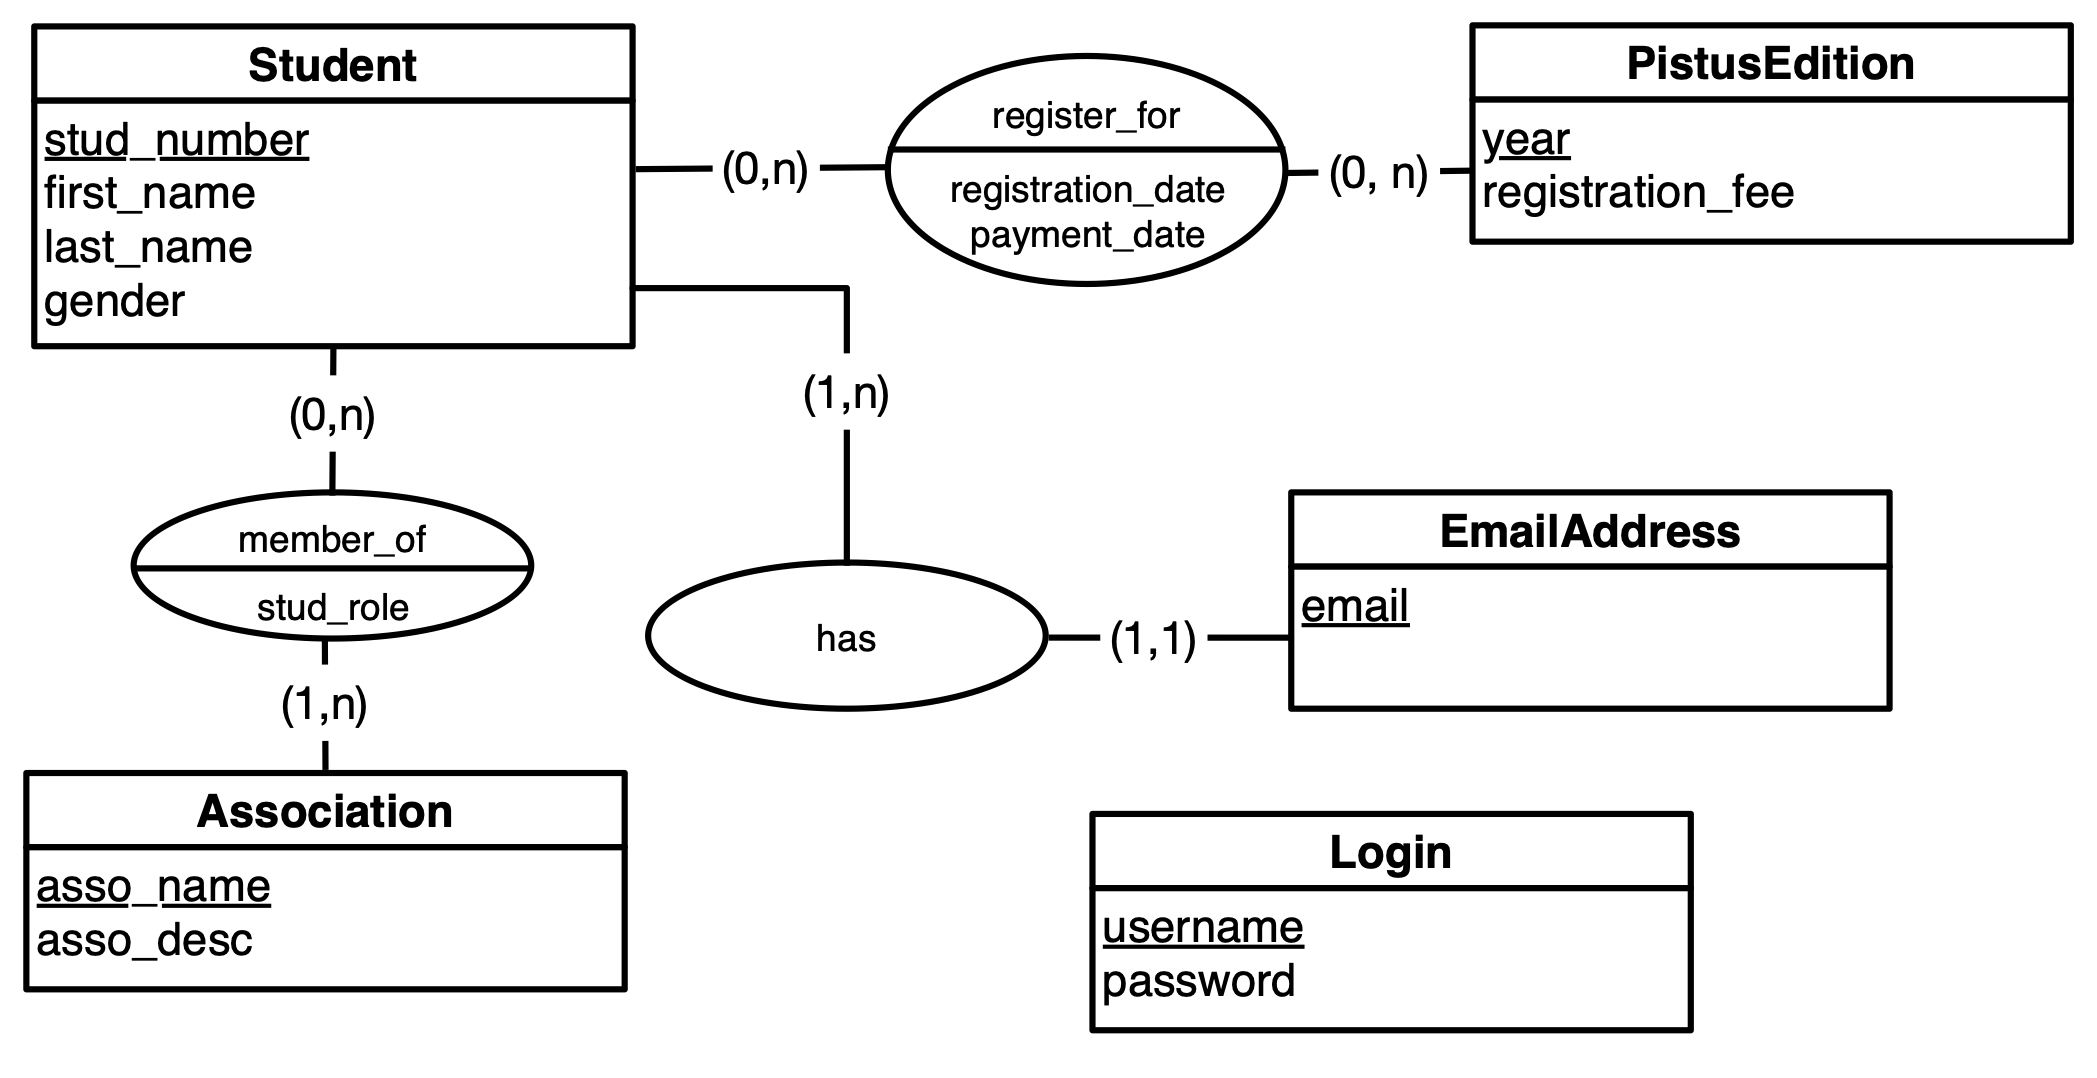 Student
stud_number
first_name
last_name
gender
(0,n)
register_for
registration_date
payment_date
(0, n)
PistusEdition
year
registration_fee
(0,n)
(1,n)
member_of
stud_role
has
(1,1)
EmailAddress
email
(1,n)
Association
asso_name
asso_desc
Login
username
password